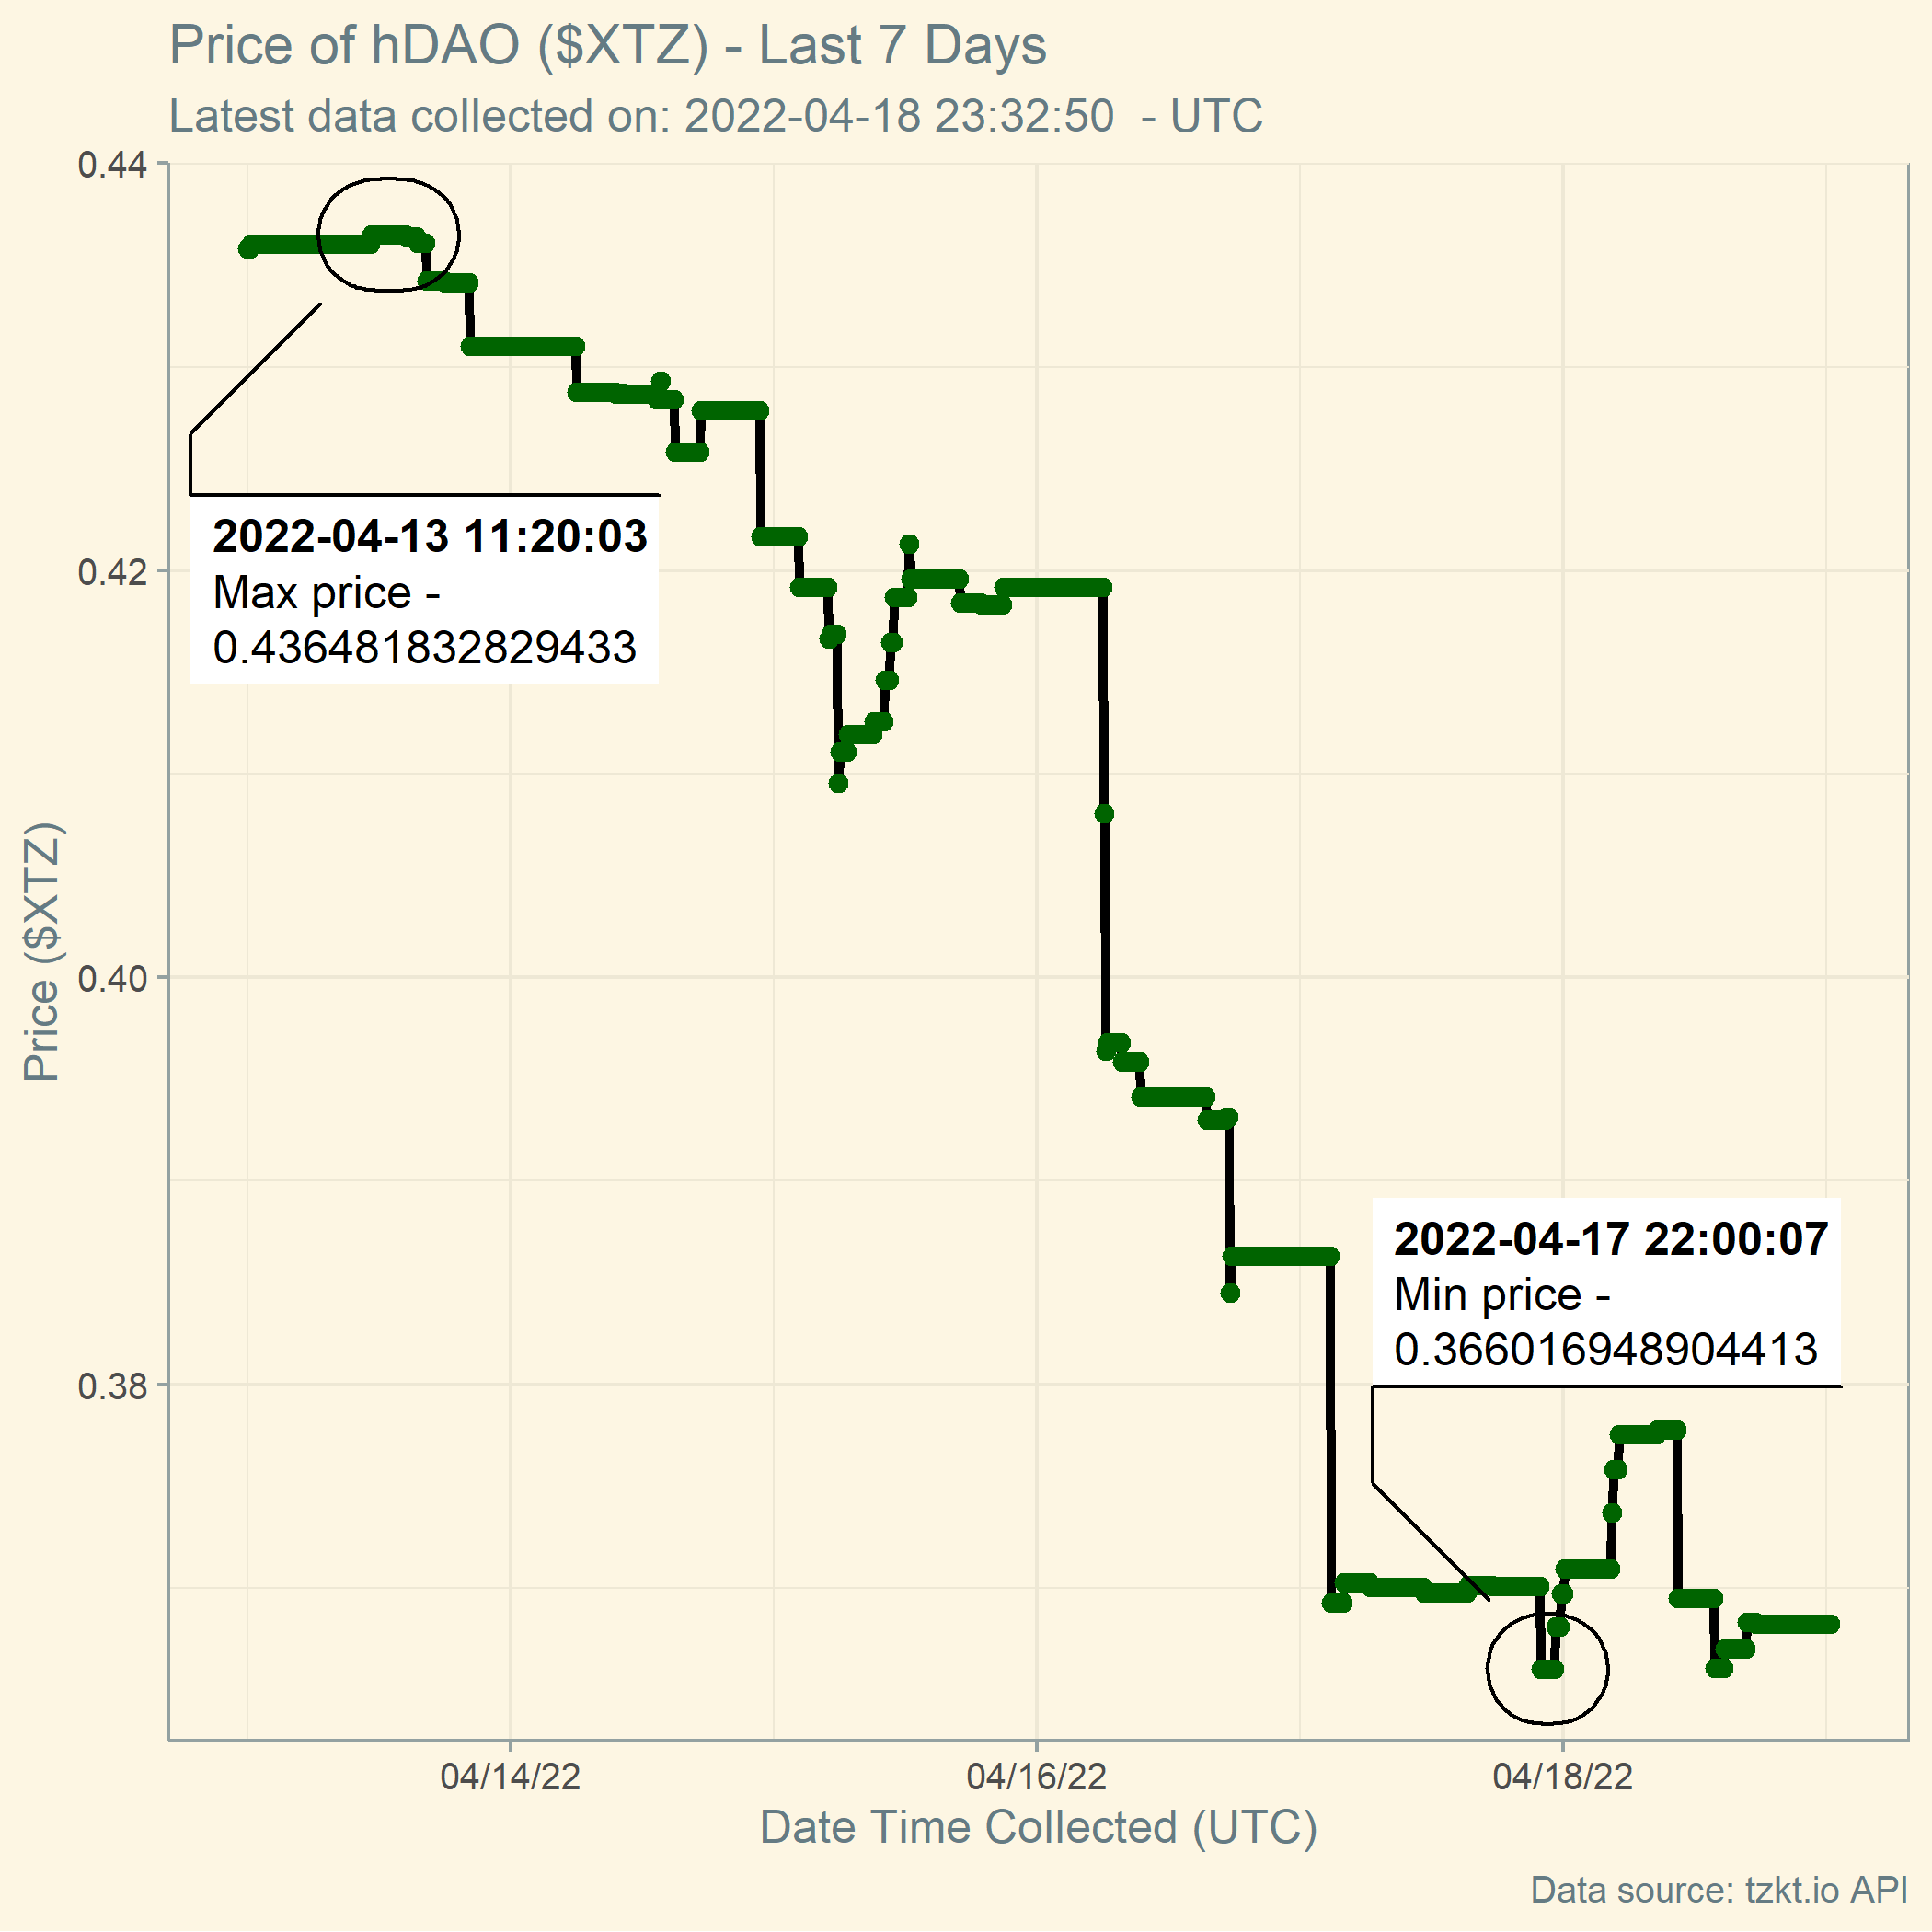 Price of hDAO ($XTZ) - Last 7 Days
Latest data collected on: 2022-04-18 23:32:50  - UTC
0.44
0.42
0.40
0.38
Price ($XTZ)
2022-04-13 11:20:03
Max price -
0.436481832829433
2022-04-17 22:00:07
Min price -
0.366016948904413
04/14/22
04/16/22
04/18/22
Date Time Collected (UTC)
Data source: tzkt.io API